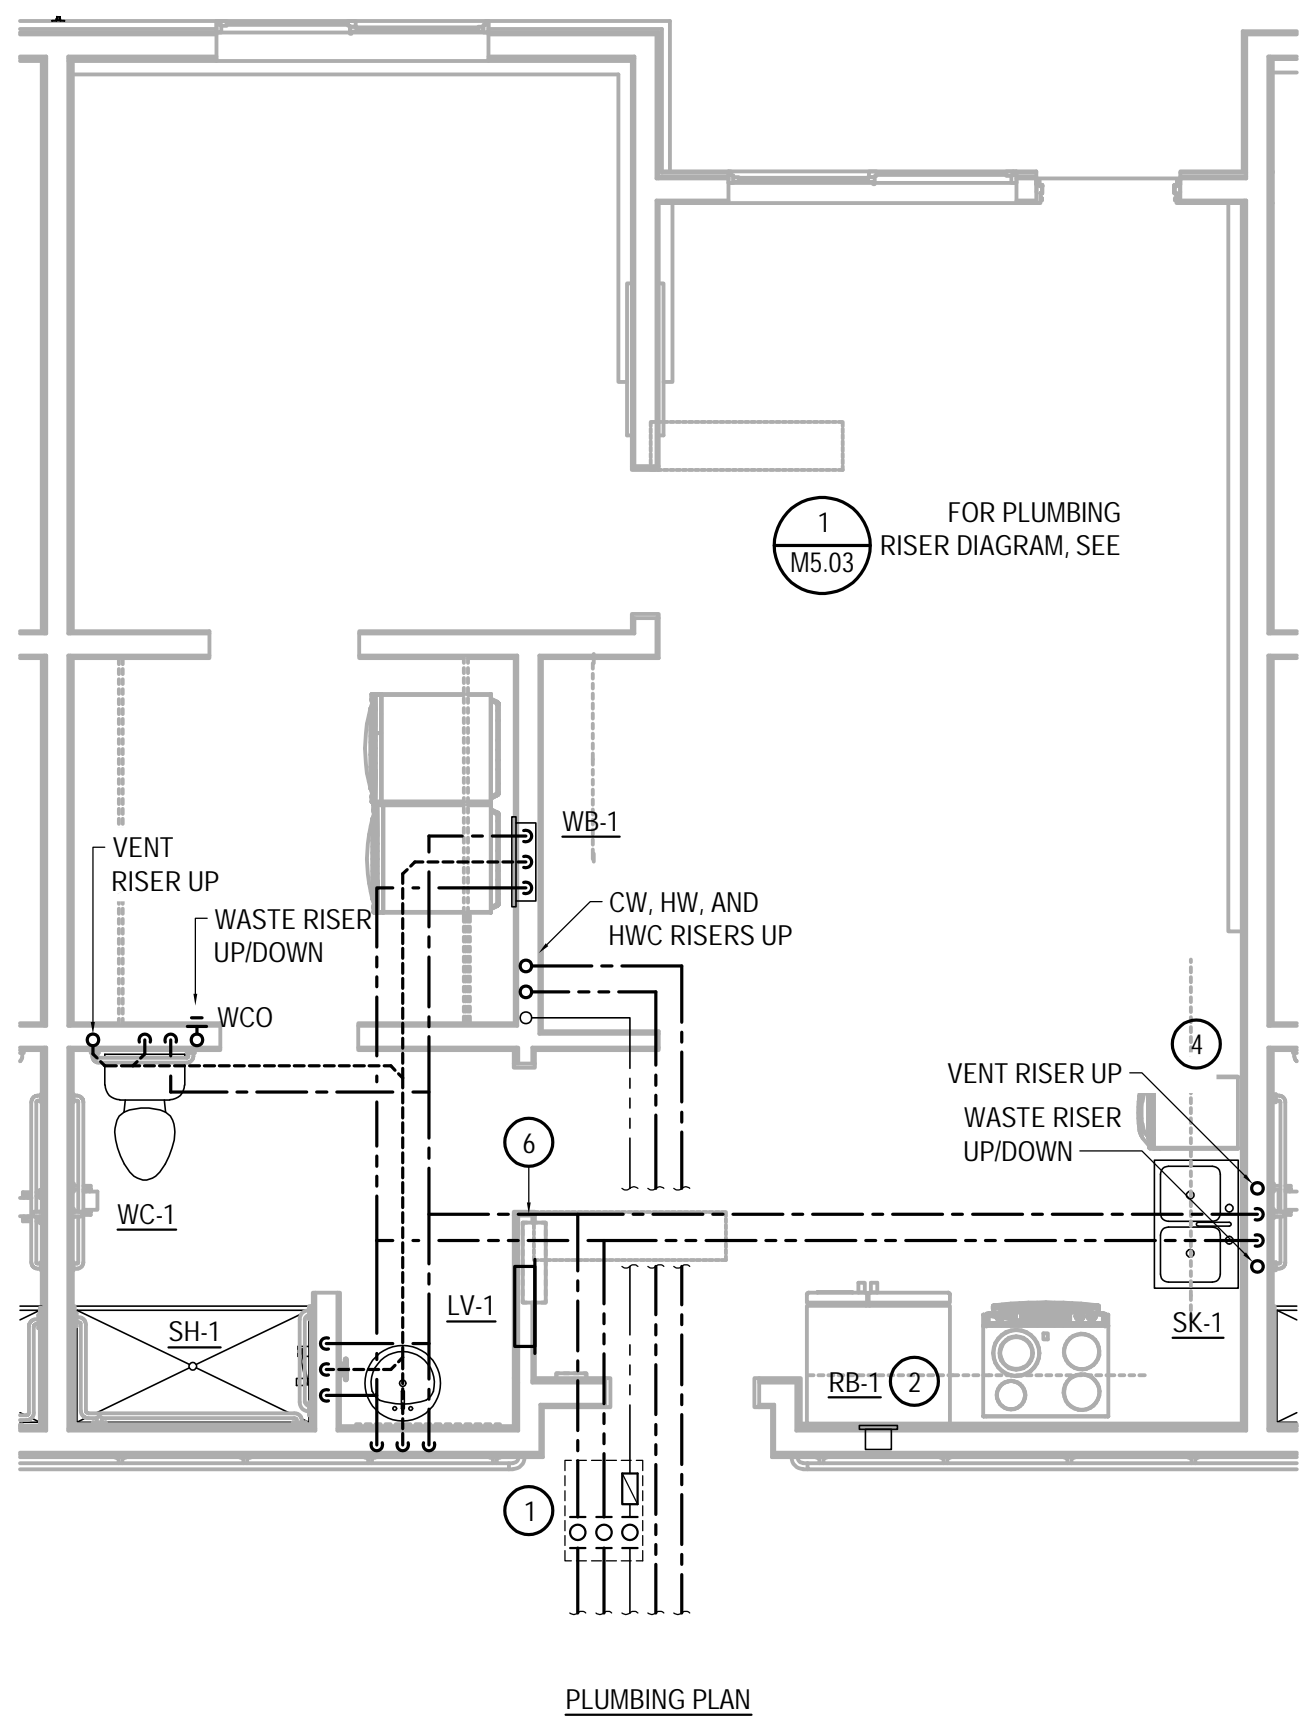 1
M5.03
FOR PLUMBING
RISER DIAGRAM, SEE
WB-1
VENT
RISER UP
CW, HW, AND
HWC RISERS UP
WASTE RISER
UP/DOWN
WCO
4
VENT RISER UP
WASTE RISER
UP/DOWN
6
WC-1
LV-1
SH-1
SK-1
RB-1
2
1
PLUMBING PLAN